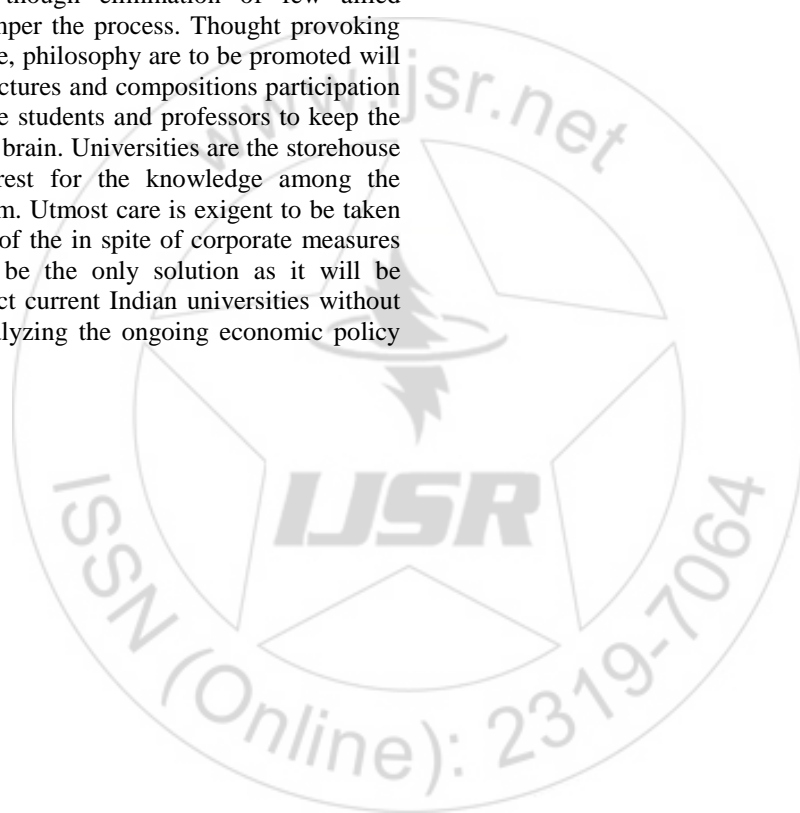 though elimination of few allied
mper the process. Thought provoking
e, philosophy are to be promoted will
ctures and compositions participation
e students and professors to keep the
brain. Universities are the storehouse
rest for the knowledge among the
m. Utmost care is exigent to be taken
of the in spite of corporate measures
be the only solution as it will be
ct current Indian universities without
alyzing the ongoing economic policy
www.ijsr.net
IJSR
ISSN (Online): 2319-7064